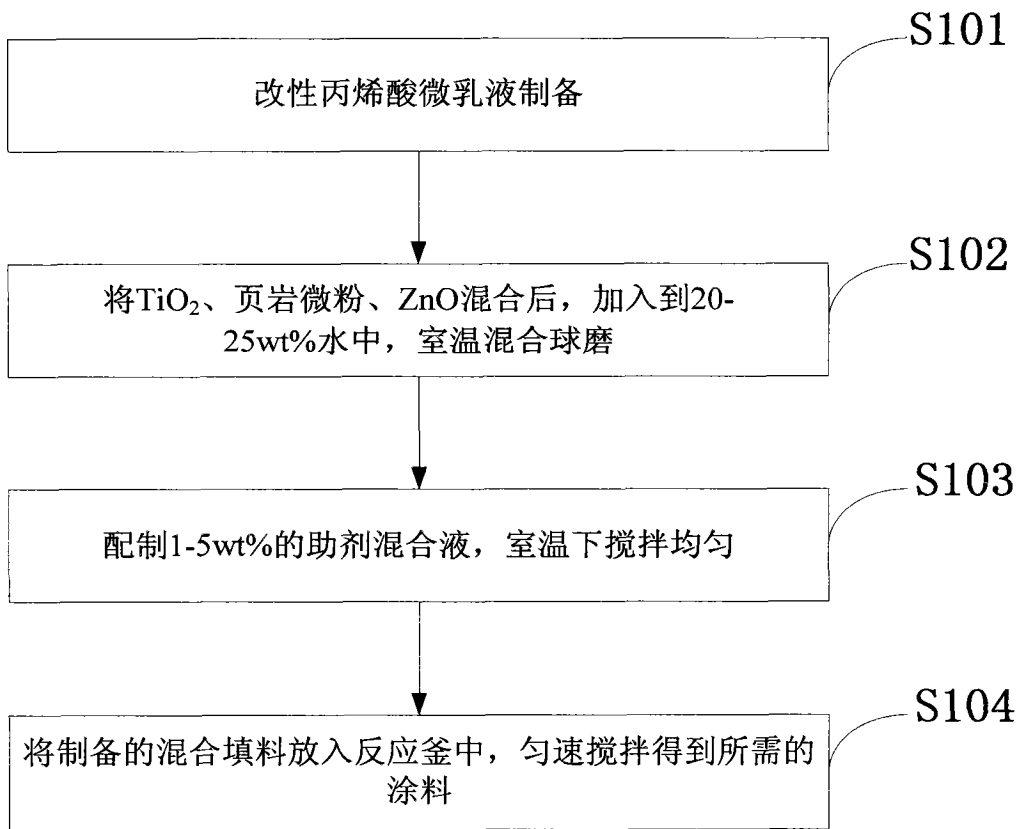 S101
改性丙烯酸微乳液制备
S102
将TiO₂、页岩微粉、ZnO混合后，加入到20-
25wt%水中，室温混合球磨
S103
配制1-5wt%的助剂混合液，室温下搅拌均匀
S104
将制备的混合填料放入反应釜中，匀速搅拌得到所需的
涂料